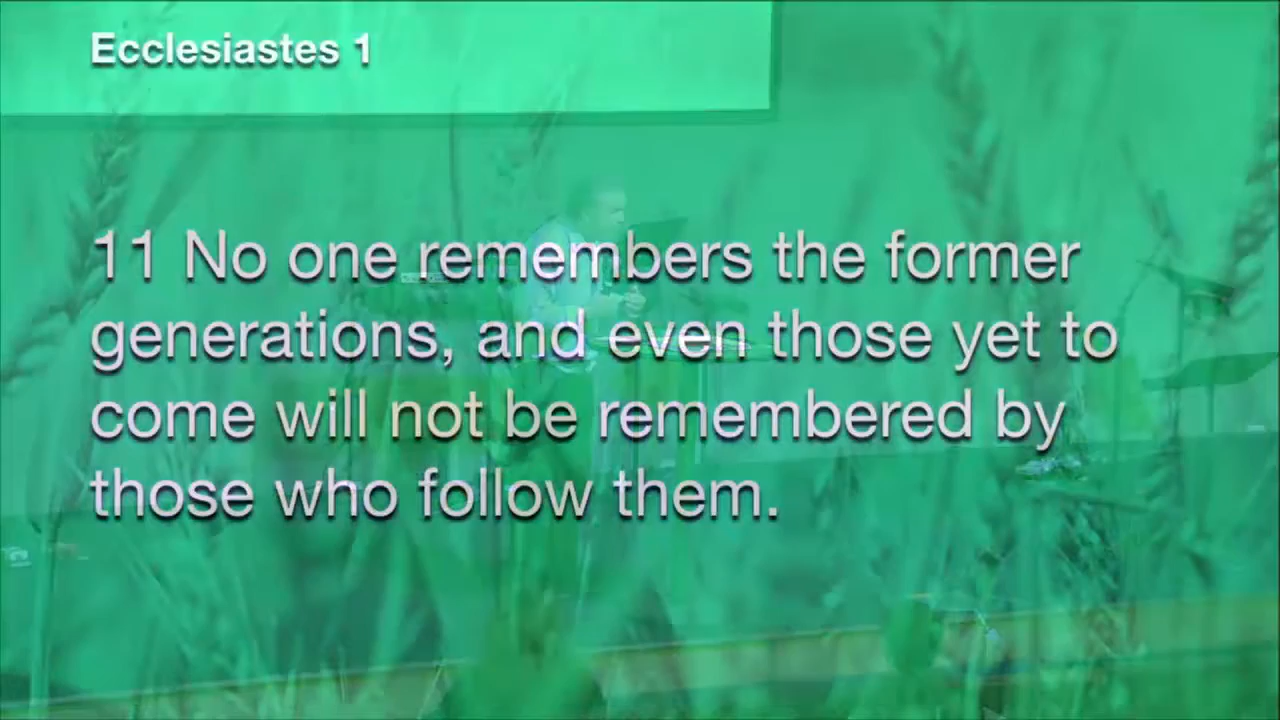 Ecclesiastes 1
11 No one remembers the former
generations, and even those yet to
come will not be remembered by
those who follow them.